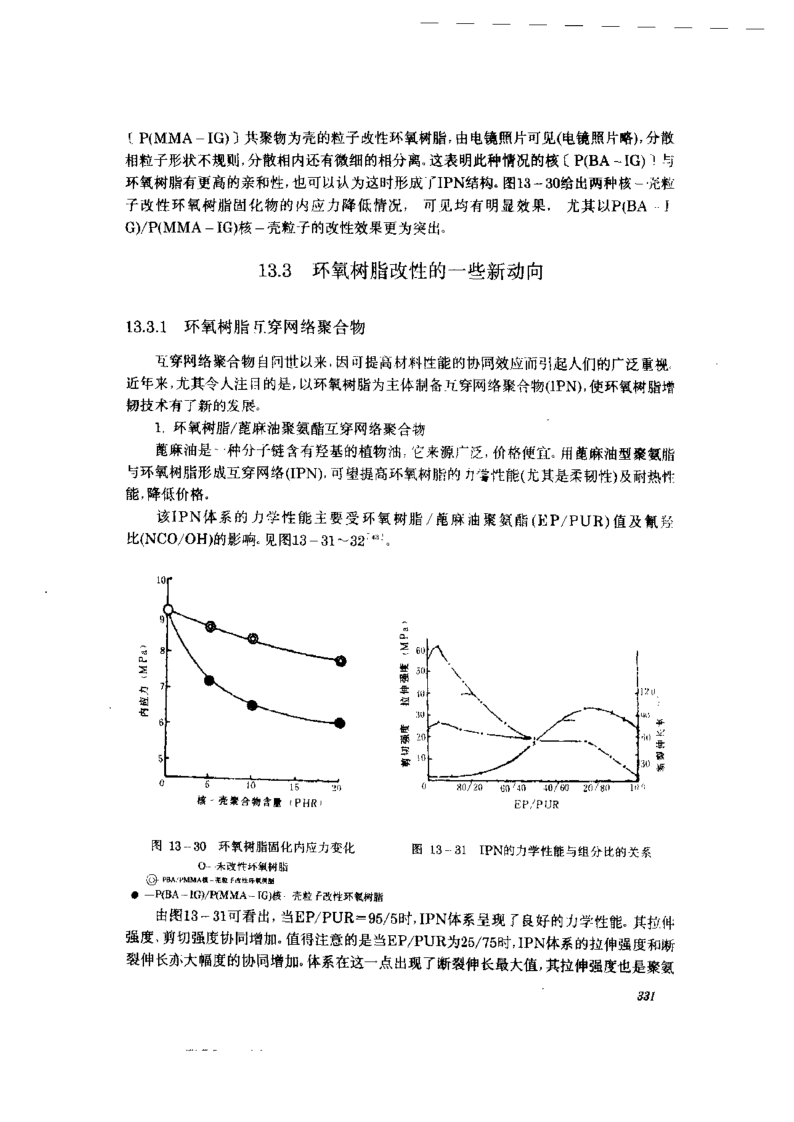 〔P(MMA－IG)〕共聚物为壳的粒子改性环氧树脂,由电镜照片可见(电镜照片略),分散
相粒子形状不规则,分散相内还有微细的相分离。这表明此种情况的核〔P(BA－IG)〕与
环氧树脂有更高的亲和性,也可以认为这时形成了IPN结构。图13－30给出两种核－壳粒
子改性环氧树脂固化物的内应力降低情况, 可见均有明显效果. 尤其以P(BA－I
G)/P(MMA－IG)核－壳粒子的改性效果更为突出。
13.3 环氧树脂改性的一些新动向
13.3.1 环氧树脂互穿网络聚合物
互穿网络聚合物自问世以来,因可提高材料性能的协同效应而引起人们的广泛重视.
近年来,尤其令人注目的是,以环氧树脂为主体制备互穿网络聚合物(IPN),使环氧树脂增
韧技术有了新的发展。
1. 环氧树脂/蓖麻油聚氨酯互穿网络聚合物
蓖麻油是一种分子链含有羟基的植物油,它来源广泛,价格便宜。用蓖麻油型聚氨脂
与环氧树脂形成互穿网络(IPN),可望提高环氧树脂的力学性能(尤其是柔韧性)及耐热性
能,降低价格。
该IPN体系的力学性能主要受环氧树脂/蓖麻油聚氨酯(EP/PUR)值及氰羟
比(NCO/OH)的影响。见图13－31～32。
内应力 (MPa)
10
9
8
7
6
5
0 5 10 15 20
核－壳聚合物含量 (PHR)
剪切强度 拉伸强度 (MPa)
60
50
40
30
20
10
0 80/20 60/40 40/60 20/80 100
120
90
60
30
断裂伸长率
EP/PUR
图 13－30 环氧树脂固化内应力变化
○－未改性环氧树脂
◎ PBA/PMMA核－壳粒子改性环氧树脂
●—P(BA－IG)/P(MMA－IG)核－壳粒子改性环氧树脂
图 13－31 IPN的力学性能与组分比的关系
由图13－31可看出，当EP/PUR＝95/5时,IPN体系呈现了良好的力学性能。其拉伸
强度、剪切强度协同增加。值得注意的是当EP/PUR为25/75时,IPN体系的拉伸强度和断
裂伸长亦大幅度的协同增加。体系在这一点出现了断裂伸长最大值,其拉伸强度也是聚氨
331